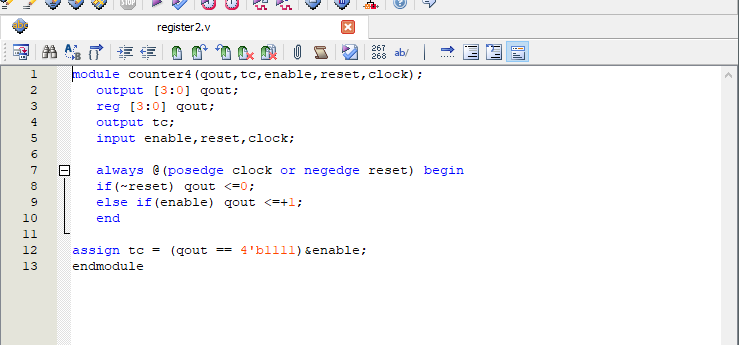 register2.v
267
268 ab/
1 module counter4(qout,tc,enable,reset,clock);
2 output [3:0] qout;
3 reg [3:0] qout;
4 output tc;
5 input enable,reset,clock;
6
7 always @(posedge clock or negedge reset) begin
8 if(~reset) qout <=0;
9 else if(enable) qout <=+1;
10 end
11
12 assign tc = (qout == 4'b1111)&enable;
13 endmodule